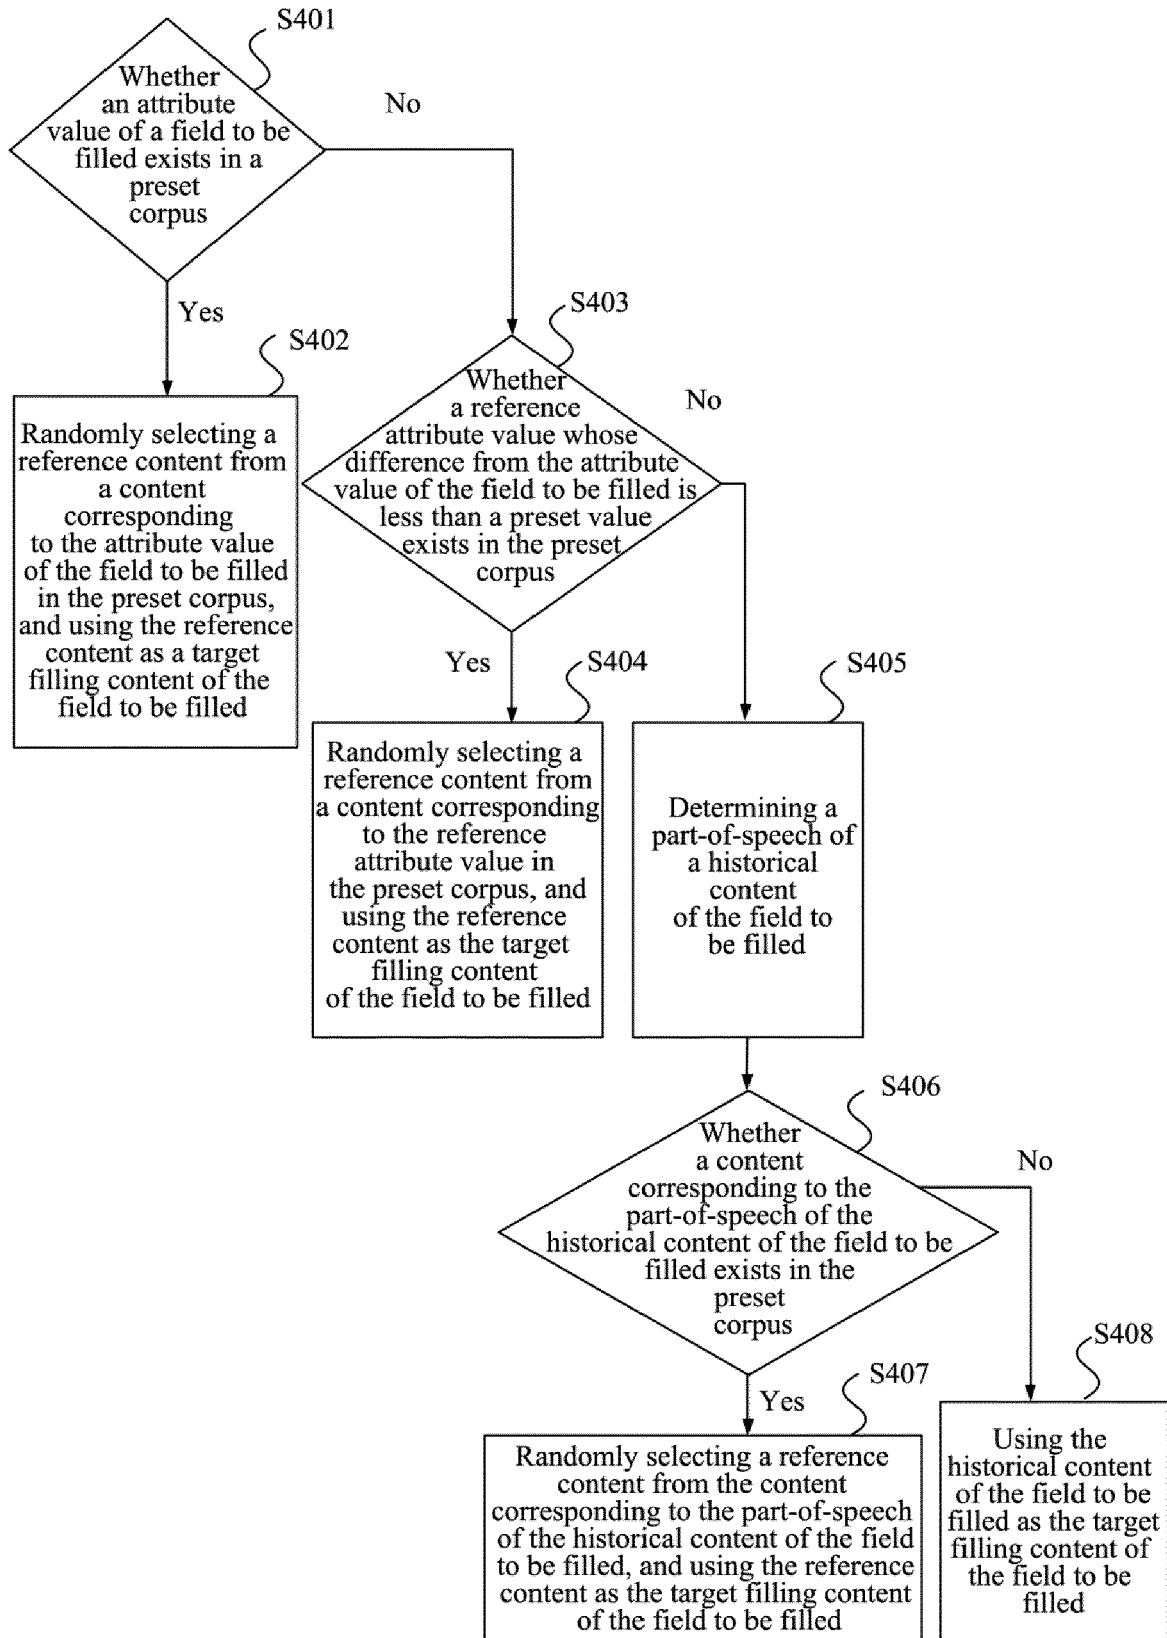 S401
Whether
an attribute
value of a field to be
filled exists in a
preset
corpus
No
Yes
S402
Randomly selecting a
reference content from
a content
corresponding
to the attribute value
of the field to be filled
in the preset corpus,
and using the reference
content as a target
filling content of the
field to be filled
S403
Whether
a reference
attribute value whose
difference from the attribute
value of the field to be filled is
less than a preset value
exists in the preset
corpus
No
Yes
S404
Randomly selecting a
reference content from
a content corresponding
to the reference
attribute value in
the preset corpus, and
using the reference
content as the target
filling content
of the field to be filled
S405
Determining a
part-of-speech of
a historical
content
of the field to
be filled
S406
Whether
a content
corresponding to the
part-of-speech of the
historical content of the field to be
filled exists in the
preset
corpus
No
Yes
S407
Randomly selecting a reference
content from the content
corresponding to the part-of-speech
of the historical content of the field
to be filled, and using the reference
content as the target filling content
of the field to be filled
S408
Using the
historical content
of the field to be
filled as the target
filling content of
the field to be
filled